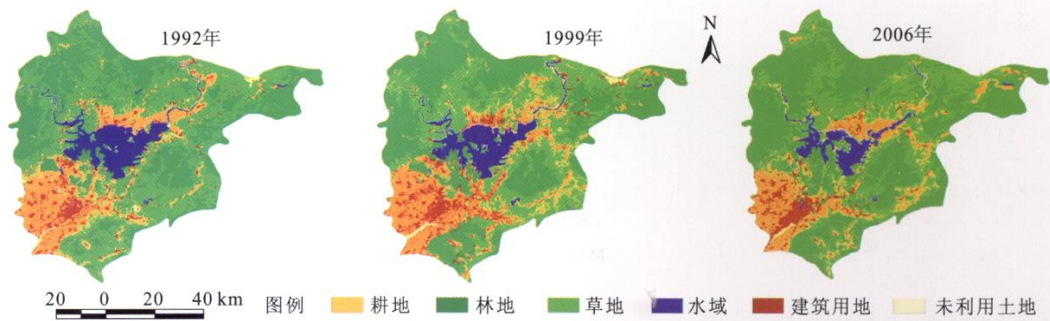 1992年
1999年
N
2006年
20 0 20 40 km
图例 耕地 林地 草地 水域 建筑用地 未利用土地